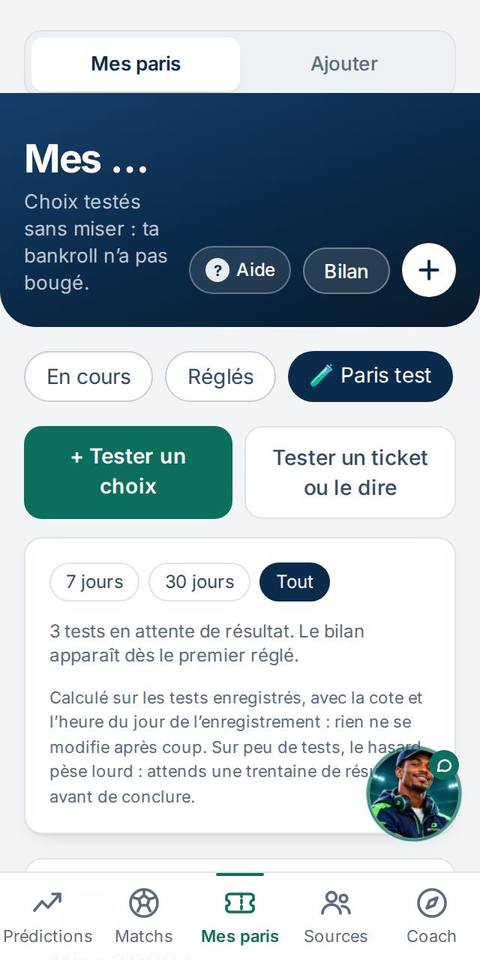 Mes paris
Ajouter
Mes ...
Choix testés
sans miser : ta
bankroll n’a pas
bougé.
? Aide
Bilan
+
En cours
Réglés
🧪 Paris test
+ Tester un
choix
Tester un ticket
ou le dire
7 jours
30 jours
Tout
3 tests en attente de résultat. Le bilan
apparaît dès le premier réglé.
Calculé sur les tests enregistrés, avec la cote et
l’heure du jour de l’enregistrement : rien ne se
modifie après coup. Sur peu de tests, le hasard
pèse lourd : attends une trentaine de
avant de conclure.
Prédictions
Matchs
Mes paris
Sources
Coach